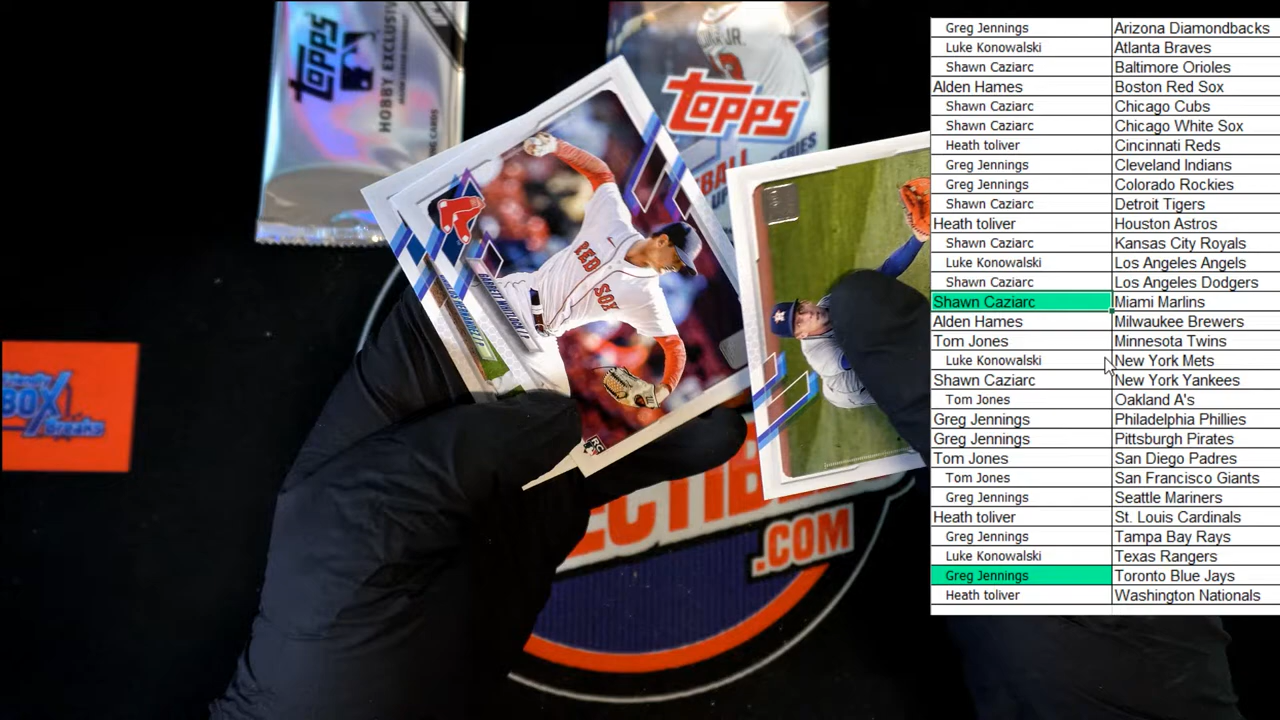 topps
HOBBY EXCLUSIVE
JR.
topps
RED
SOX
RC
BOX
Breaks
.COM
Greg Jennings Arizona Diamondbacks
Luke Konowalski Atlanta Braves
Shawn Caziarc Baltimore Orioles
Alden Hames Boston Red Sox
Shawn Caziarc Chicago Cubs
Shawn Caziarc Chicago White Sox
Heath toliver Cincinnati Reds
Greg Jennings Cleveland Indians
Greg Jennings Colorado Rockies
Shawn Caziarc Detroit Tigers
Heath toliver Houston Astros
Shawn Caziarc Kansas City Royals
Luke Konowalski Los Angeles Angels
Shawn Caziarc Los Angeles Dodgers
Shawn Caziarc Miami Marlins
Alden Hames Milwaukee Brewers
Tom Jones Minnesota Twins
Luke Konowalski New York Mets
Shawn Caziarc New York Yankees
Tom Jones Oakland A's
Greg Jennings Philadelphia Phillies
Greg Jennings Pittsburgh Pirates
Tom Jones San Diego Padres
Tom Jones San Francisco Giants
Greg Jennings Seattle Mariners
Heath toliver St. Louis Cardinals
Greg Jennings Tampa Bay Rays
Luke Konowalski Texas Rangers
Greg Jennings Toronto Blue Jays
Heath toliver Washington Nationals